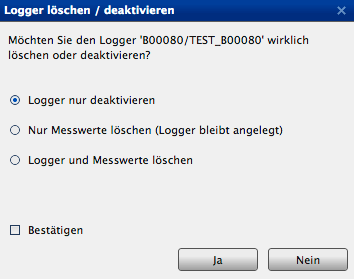 Logger löschen / deaktivieren
Möchten Sie den Logger 'B00080/TEST_B00080' wirklich
löschen oder deaktivieren?
Logger nur deaktivieren
Nur Messwerte löschen (Logger bleibt angelegt)
Logger und Messwerte löschen
Bestätigen
Ja
Nein